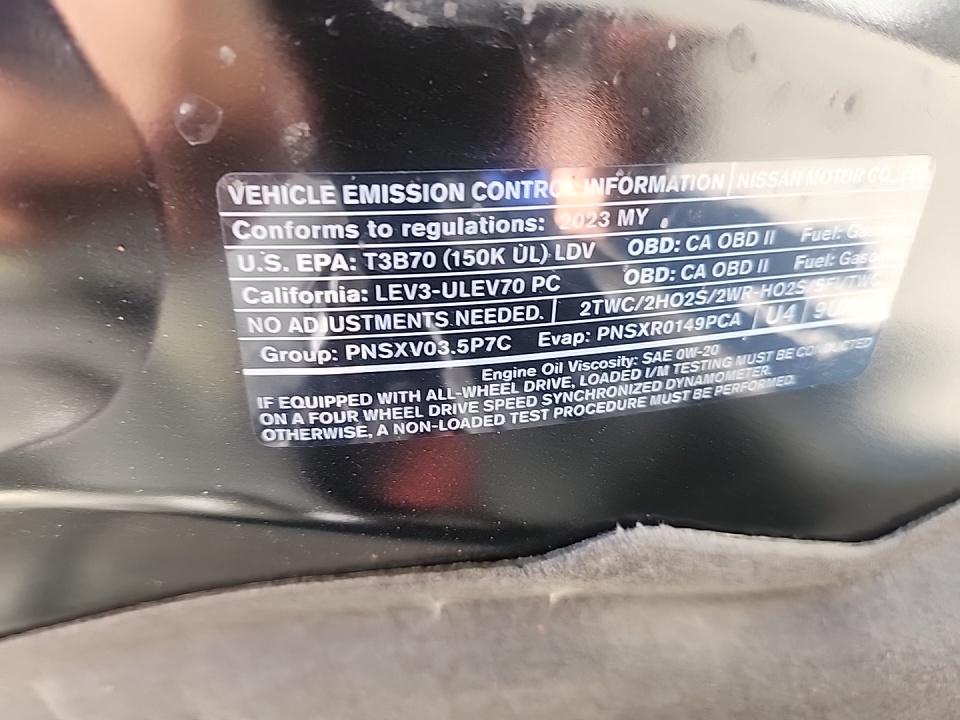 VEHICLE EMISSION CONTROL INFORMATION NISSAN MOTOR CO.,
Conforms to regulations: 2023 MY
U.S. EPA: T3B70 (150K UL) LDV OBD: CA OBD II Fuel:
California: LEV3-ULEV70 PC OBD: CA OBD II Fuel:
NO ADJUSTMENTS NEEDED. 2TWC/2HO2S/2WR-HO2S/SFI/TWC
Group: PNSXV03.5P7C Evap: PNSXR0149PCA U4
Engine Oil Viscosity: SAE 0W-20
IF EQUIPPED WITH ALL-WHEEL DRIVE, LOADED I/M TESTING MUST BE CONDUCTED
ON A FOUR WHEEL DRIVE SPEED SYNCHRONIZED DYNAMOMETER.
OTHERWISE, A NON-LOADED TEST PROCEDURE MUST BE PERFORMED.